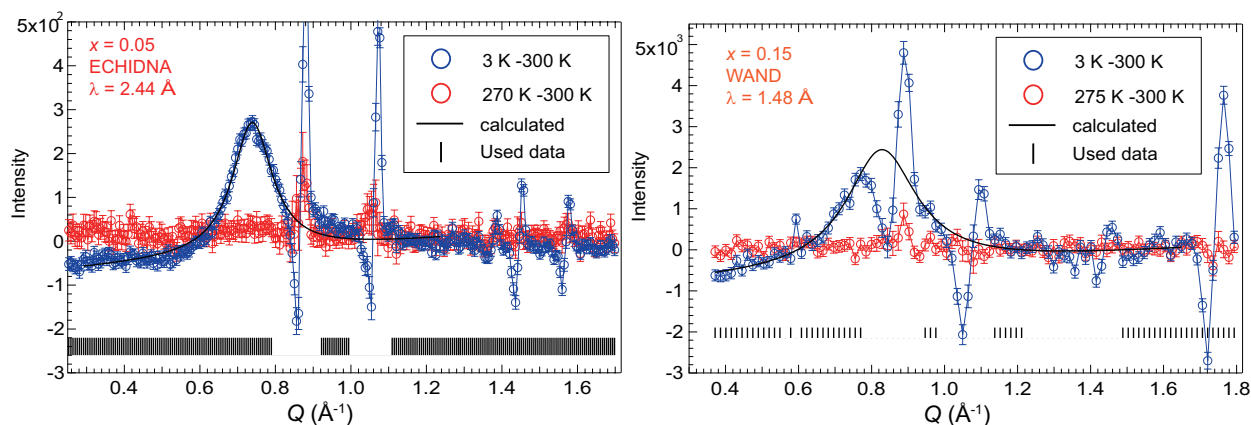 5x10²
4
3
2
1
0
-1
-2
-3
Intensity
x = 0.05
ECHIDNA
λ = 2.44 Å
3 K -300 K
270 K -300 K
calculated
Used data
0.4 0.6 0.8 1.0 1.2 1.4 1.6
Q (Å⁻¹)
5x10³
4
3
2
1
0
-1
-2
-3
Intensity
x = 0.15
WAND
λ = 1.48 Å
3 K -300 K
275 K -300 K
calculated
Used data
0.4 0.6 0.8 1.0 1.2 1.4 1.6 1.8
Q (Å⁻¹)